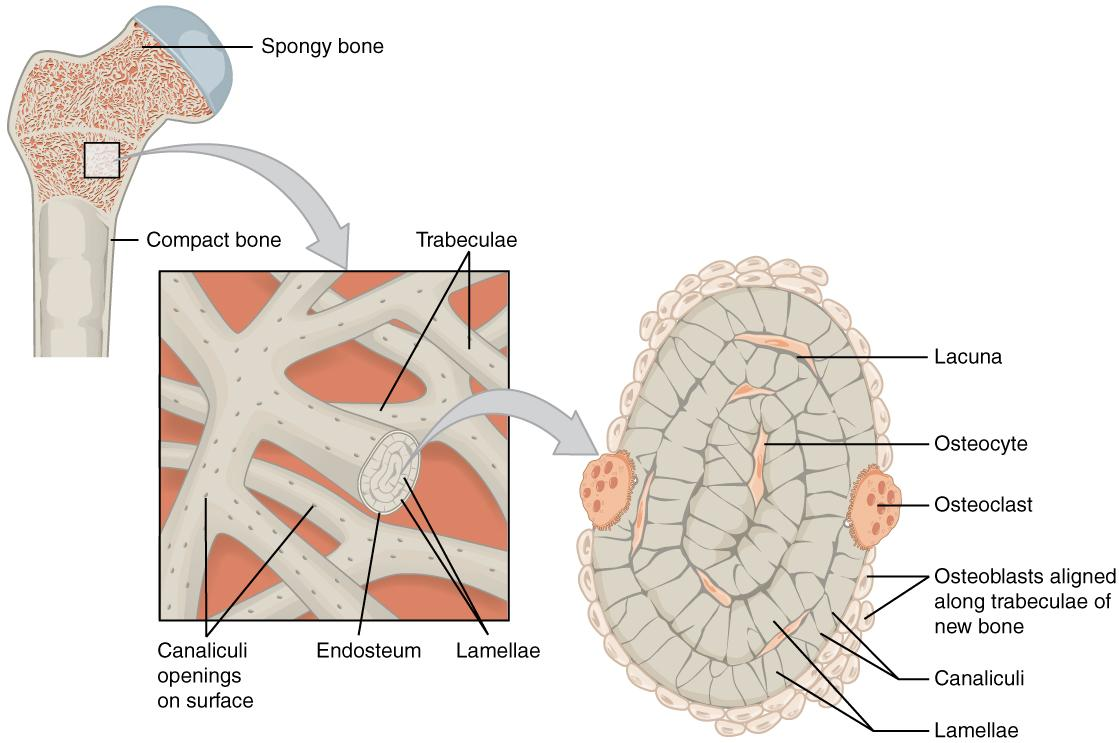 Spongy bone
Compact bone
Trabeculae
Lacuna
Osteocyte
Osteoclast
Osteoblasts aligned
along trabeculae of
new bone
Canaliculi
openings
on surface
Endosteum
Lamellae
Canaliculi
Lamellae